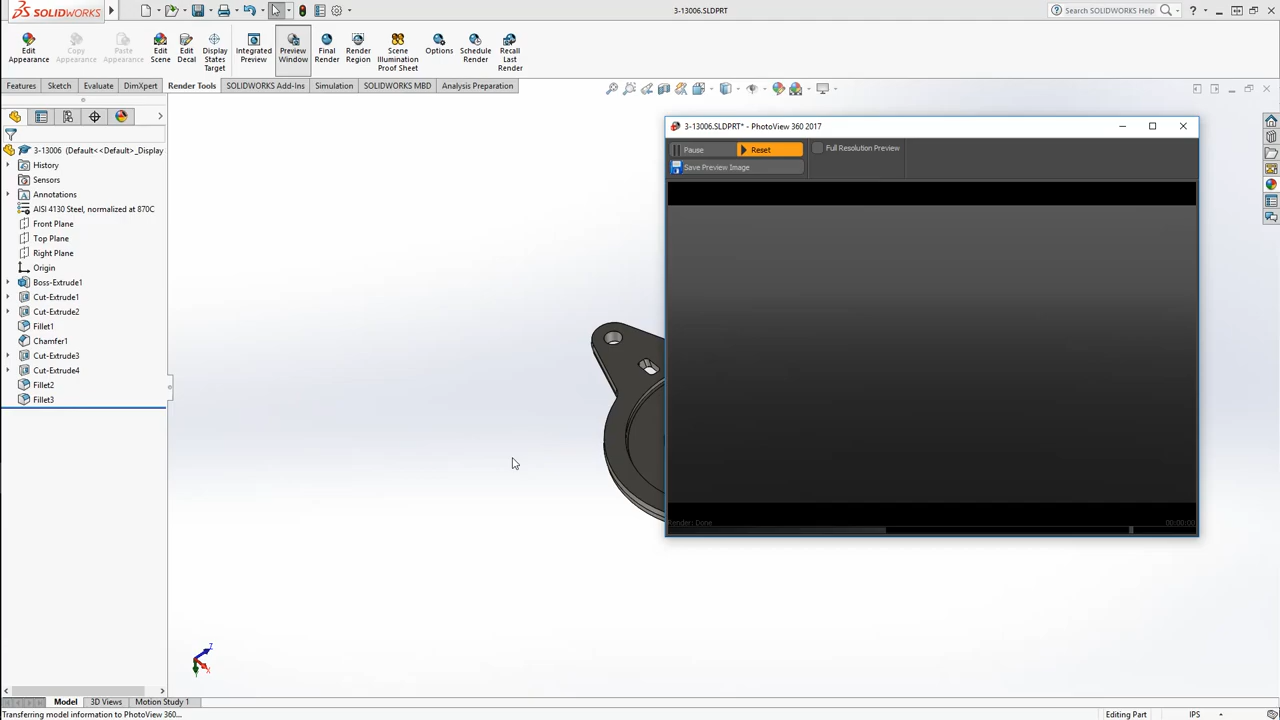 SOLIDWORKS
3-13006.SLDPRT
Search SOLIDWORKS Help
Edit Appearance
Copy Appearance
Paste Appearance
Edit Scene
Edit Decal
Display States Target
Integrated Preview
Preview Window
Final Render
Render Region
Scene Illumination Proof Sheet
Options
Schedule Render
Recall Last Render
Features Sketch Evaluate DimXpert Render Tools SOLIDWORKS Add-Ins Simulation SOLIDWORKS MBD Analysis Preparation
3-13006 (Default<<Default>_Display
History
Sensors
Annotations
AISI 4130 Steel, normalized at 870C
Front Plane
Top Plane
Right Plane
Origin
Boss-Extrude1
Cut-Extrude1
Cut-Extrude2
Fillet1
Chamfer1
Cut-Extrude3
Cut-Extrude4
Fillet2
Fillet3
3-13006.SLDPRT* - PhotoView 360 2017
Pause Reset Full Resolution Preview
Save Preview Image
Render: Done 00:00:00
Z
X
Model 3D Views Motion Study 1
Transferring model information to PhotoView 360... Editing Part IPS